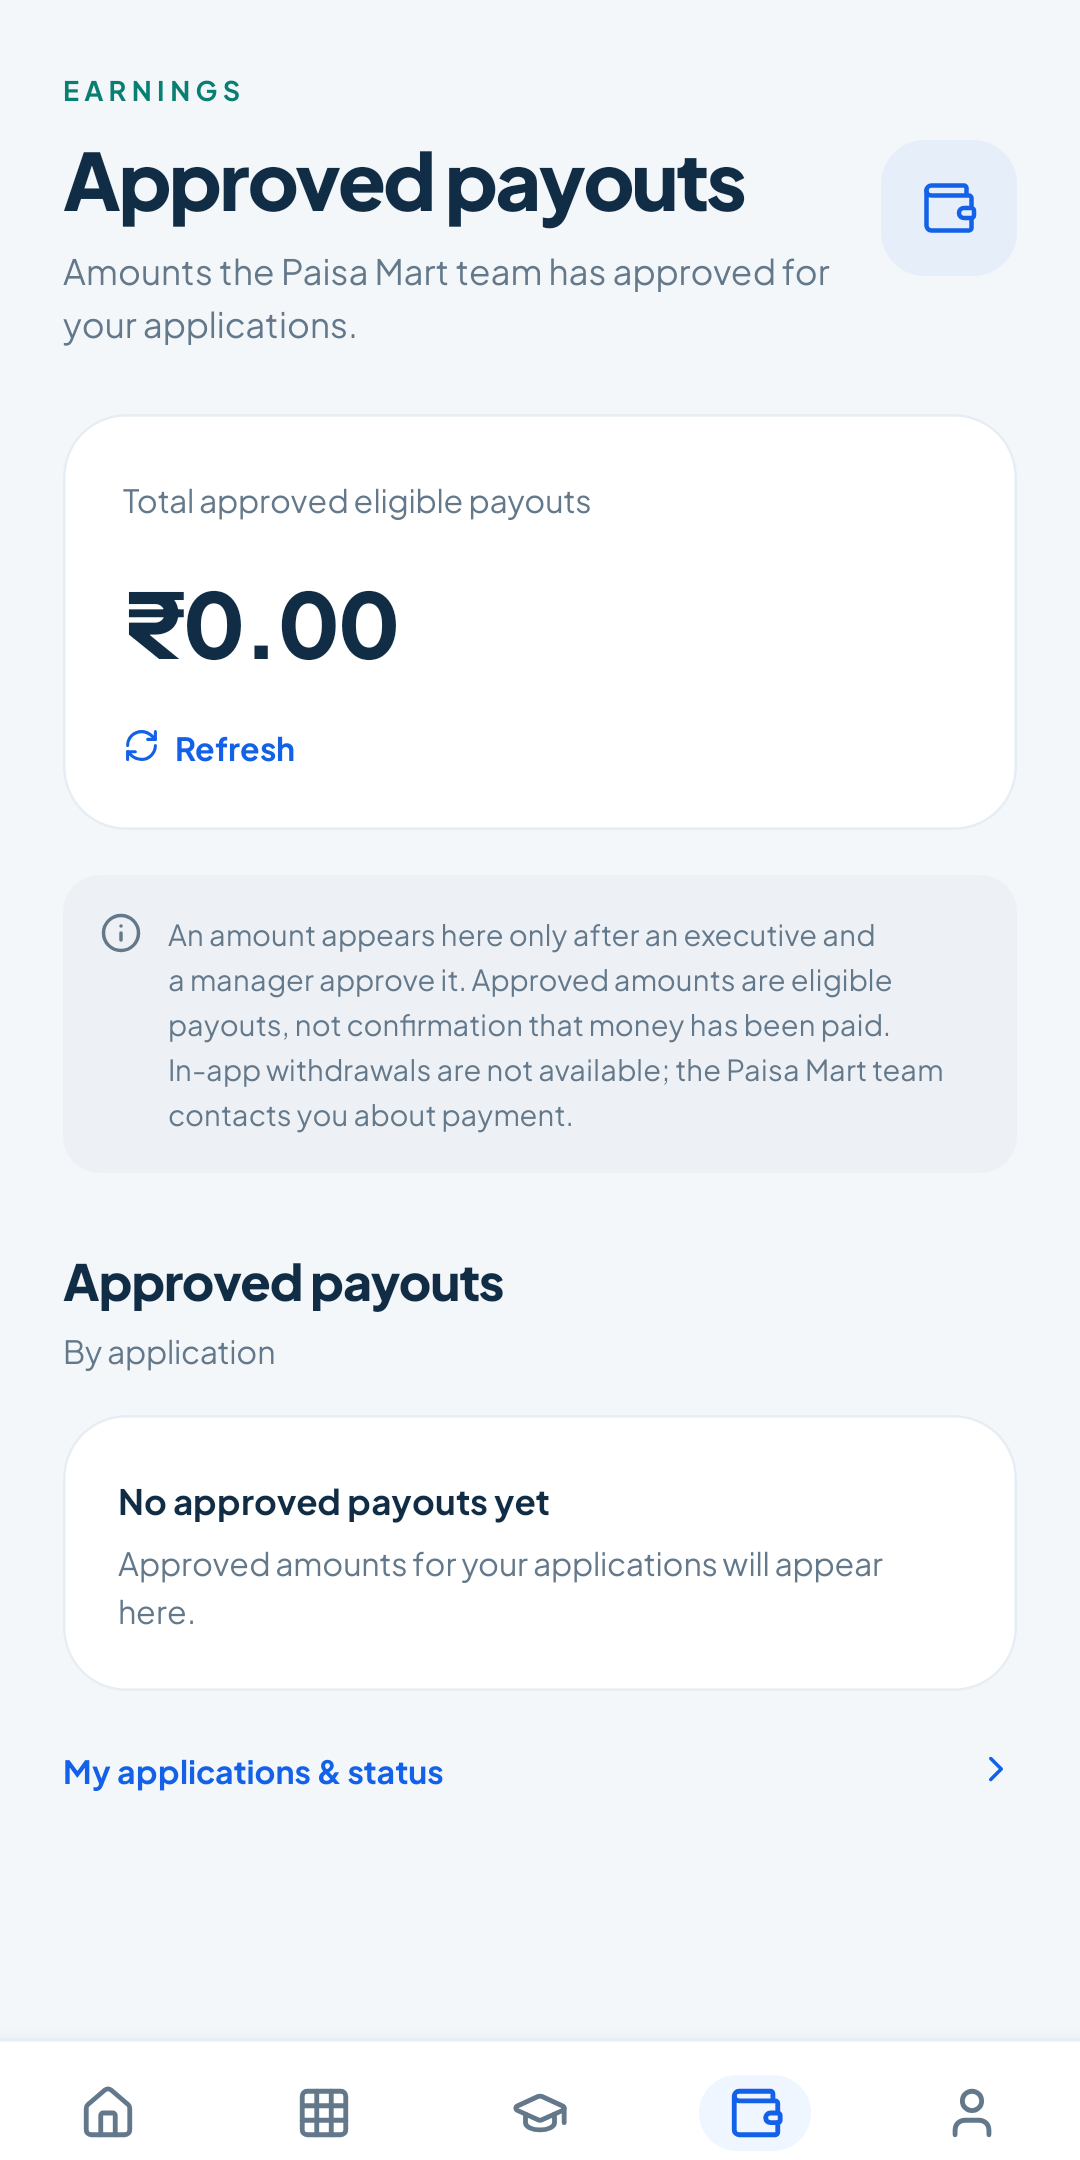 EARNINGS
Approved payouts
Amounts the Paisa Mart team has approved for
your applications.
Total approved eligible payouts
₹0.00
Refresh
An amount appears here only after an executive and
a manager approve it. Approved amounts are eligible
payouts, not confirmation that money has been paid.
In-app withdrawals are not available; the Paisa Mart team
contacts you about payment.
Approved payouts
By application
No approved payouts yet
Approved amounts for your applications will appear
here.
My applications & status